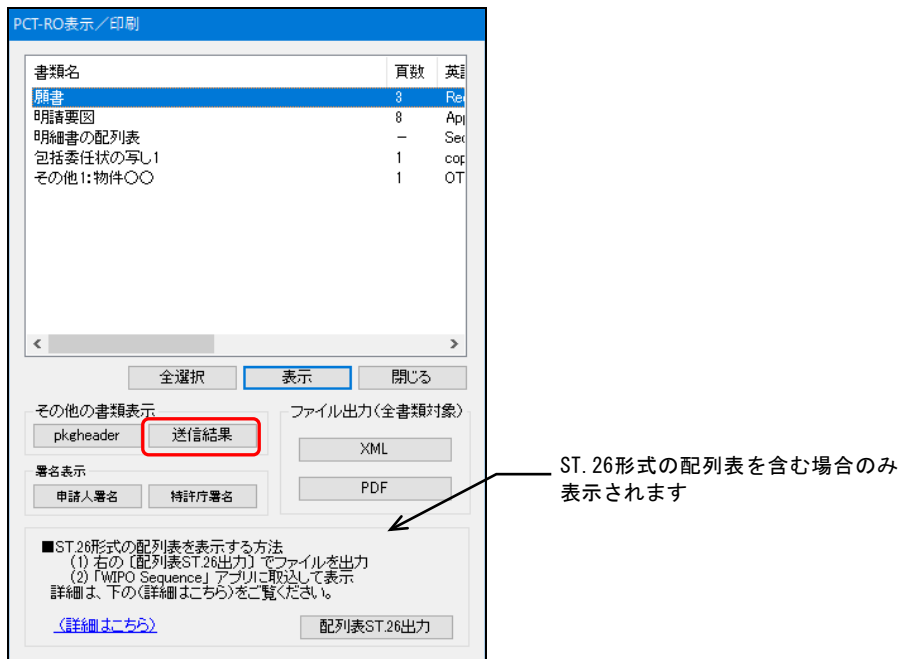 PCT-RO表示／印刷
書類名 頁数 英
願書 3 Re
明請要図 8 Ap
明細書の配列表 － Se
包括委任状の写し1 1 cop
その他1:物件○○ 1 OT
全選択 表示 閉じる
その他の書類表示 ファイル出力(全書類対象)
pkgheader 送信結果
XML
署名表示
PDF
申請人署名 特許庁署名
ST.26形式の配列表を含む場合のみ
表示されます
■ST.26形式の配列表を表示する方法
(1) 右の〔配列表ST.26出力〕でファイルを出力
(2)「WIPO Sequence」アプリに取込して表示
詳細は、下の(詳細はこちら)をご覧ください。
(詳細はこちら) 配列表ST.26出力